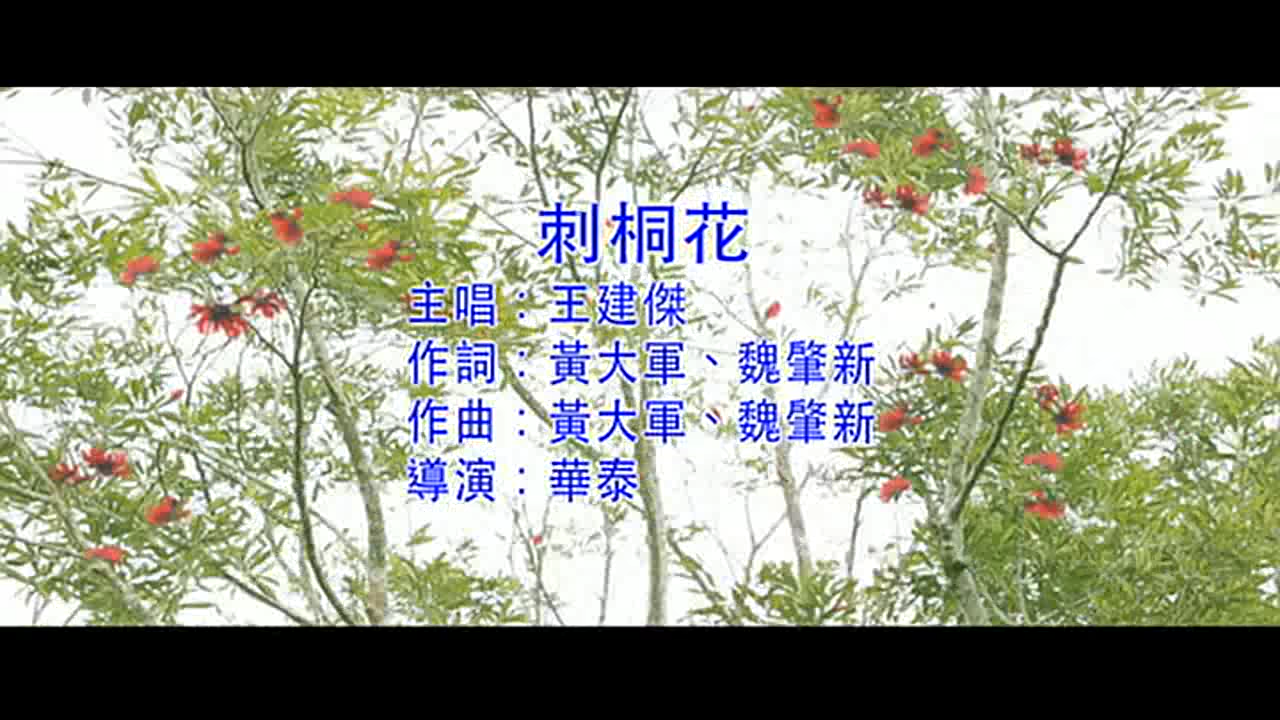 刺桐花
主唱：王建傑
作詞：黃大軍、魏肇新
作曲：黃大軍、魏肇新
導演：華泰